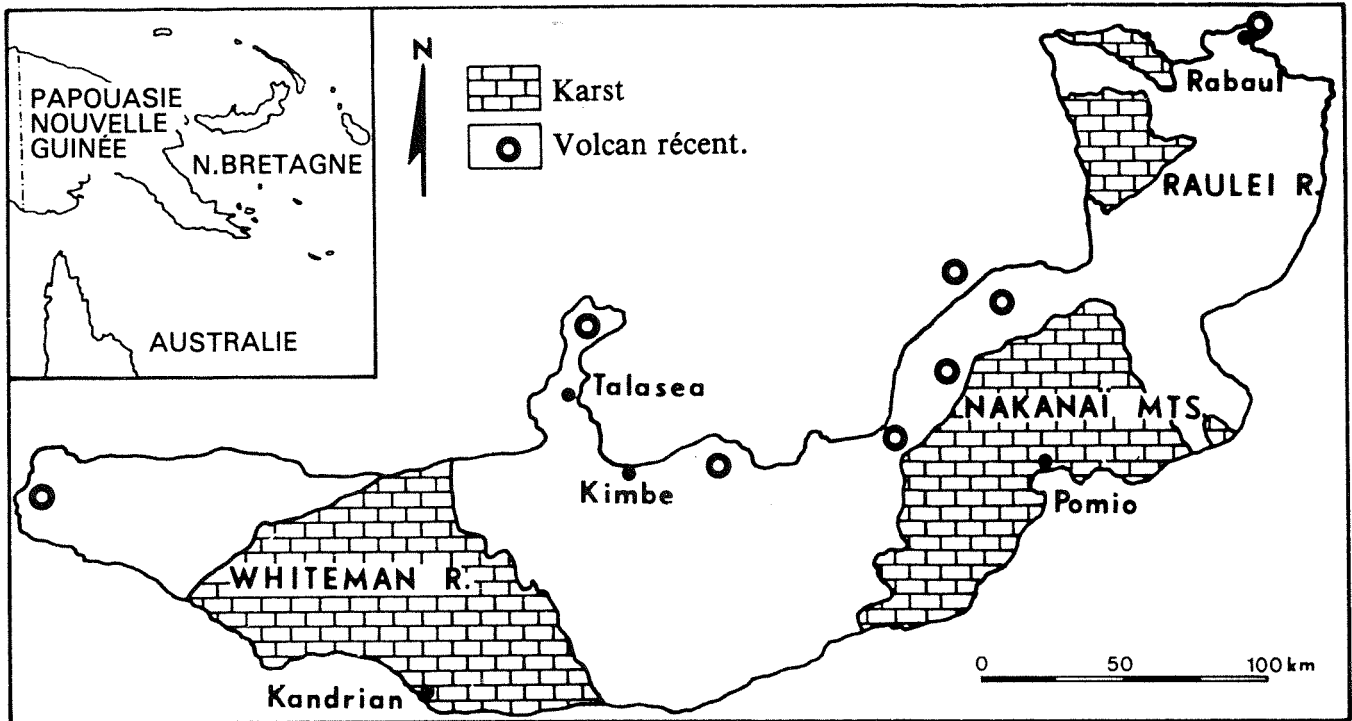 PAPOUASIE
NOUVELLE
GUINÉE
N.BRETAGNE
AUSTRALIE
N
Karst
Volcan récent.
Rabaul
RAULEI R.
Talasea
NAKANAÏ MTS.
Kimbe
Pomio
WHITEMAN R.
Kandrian
0 50 100 km